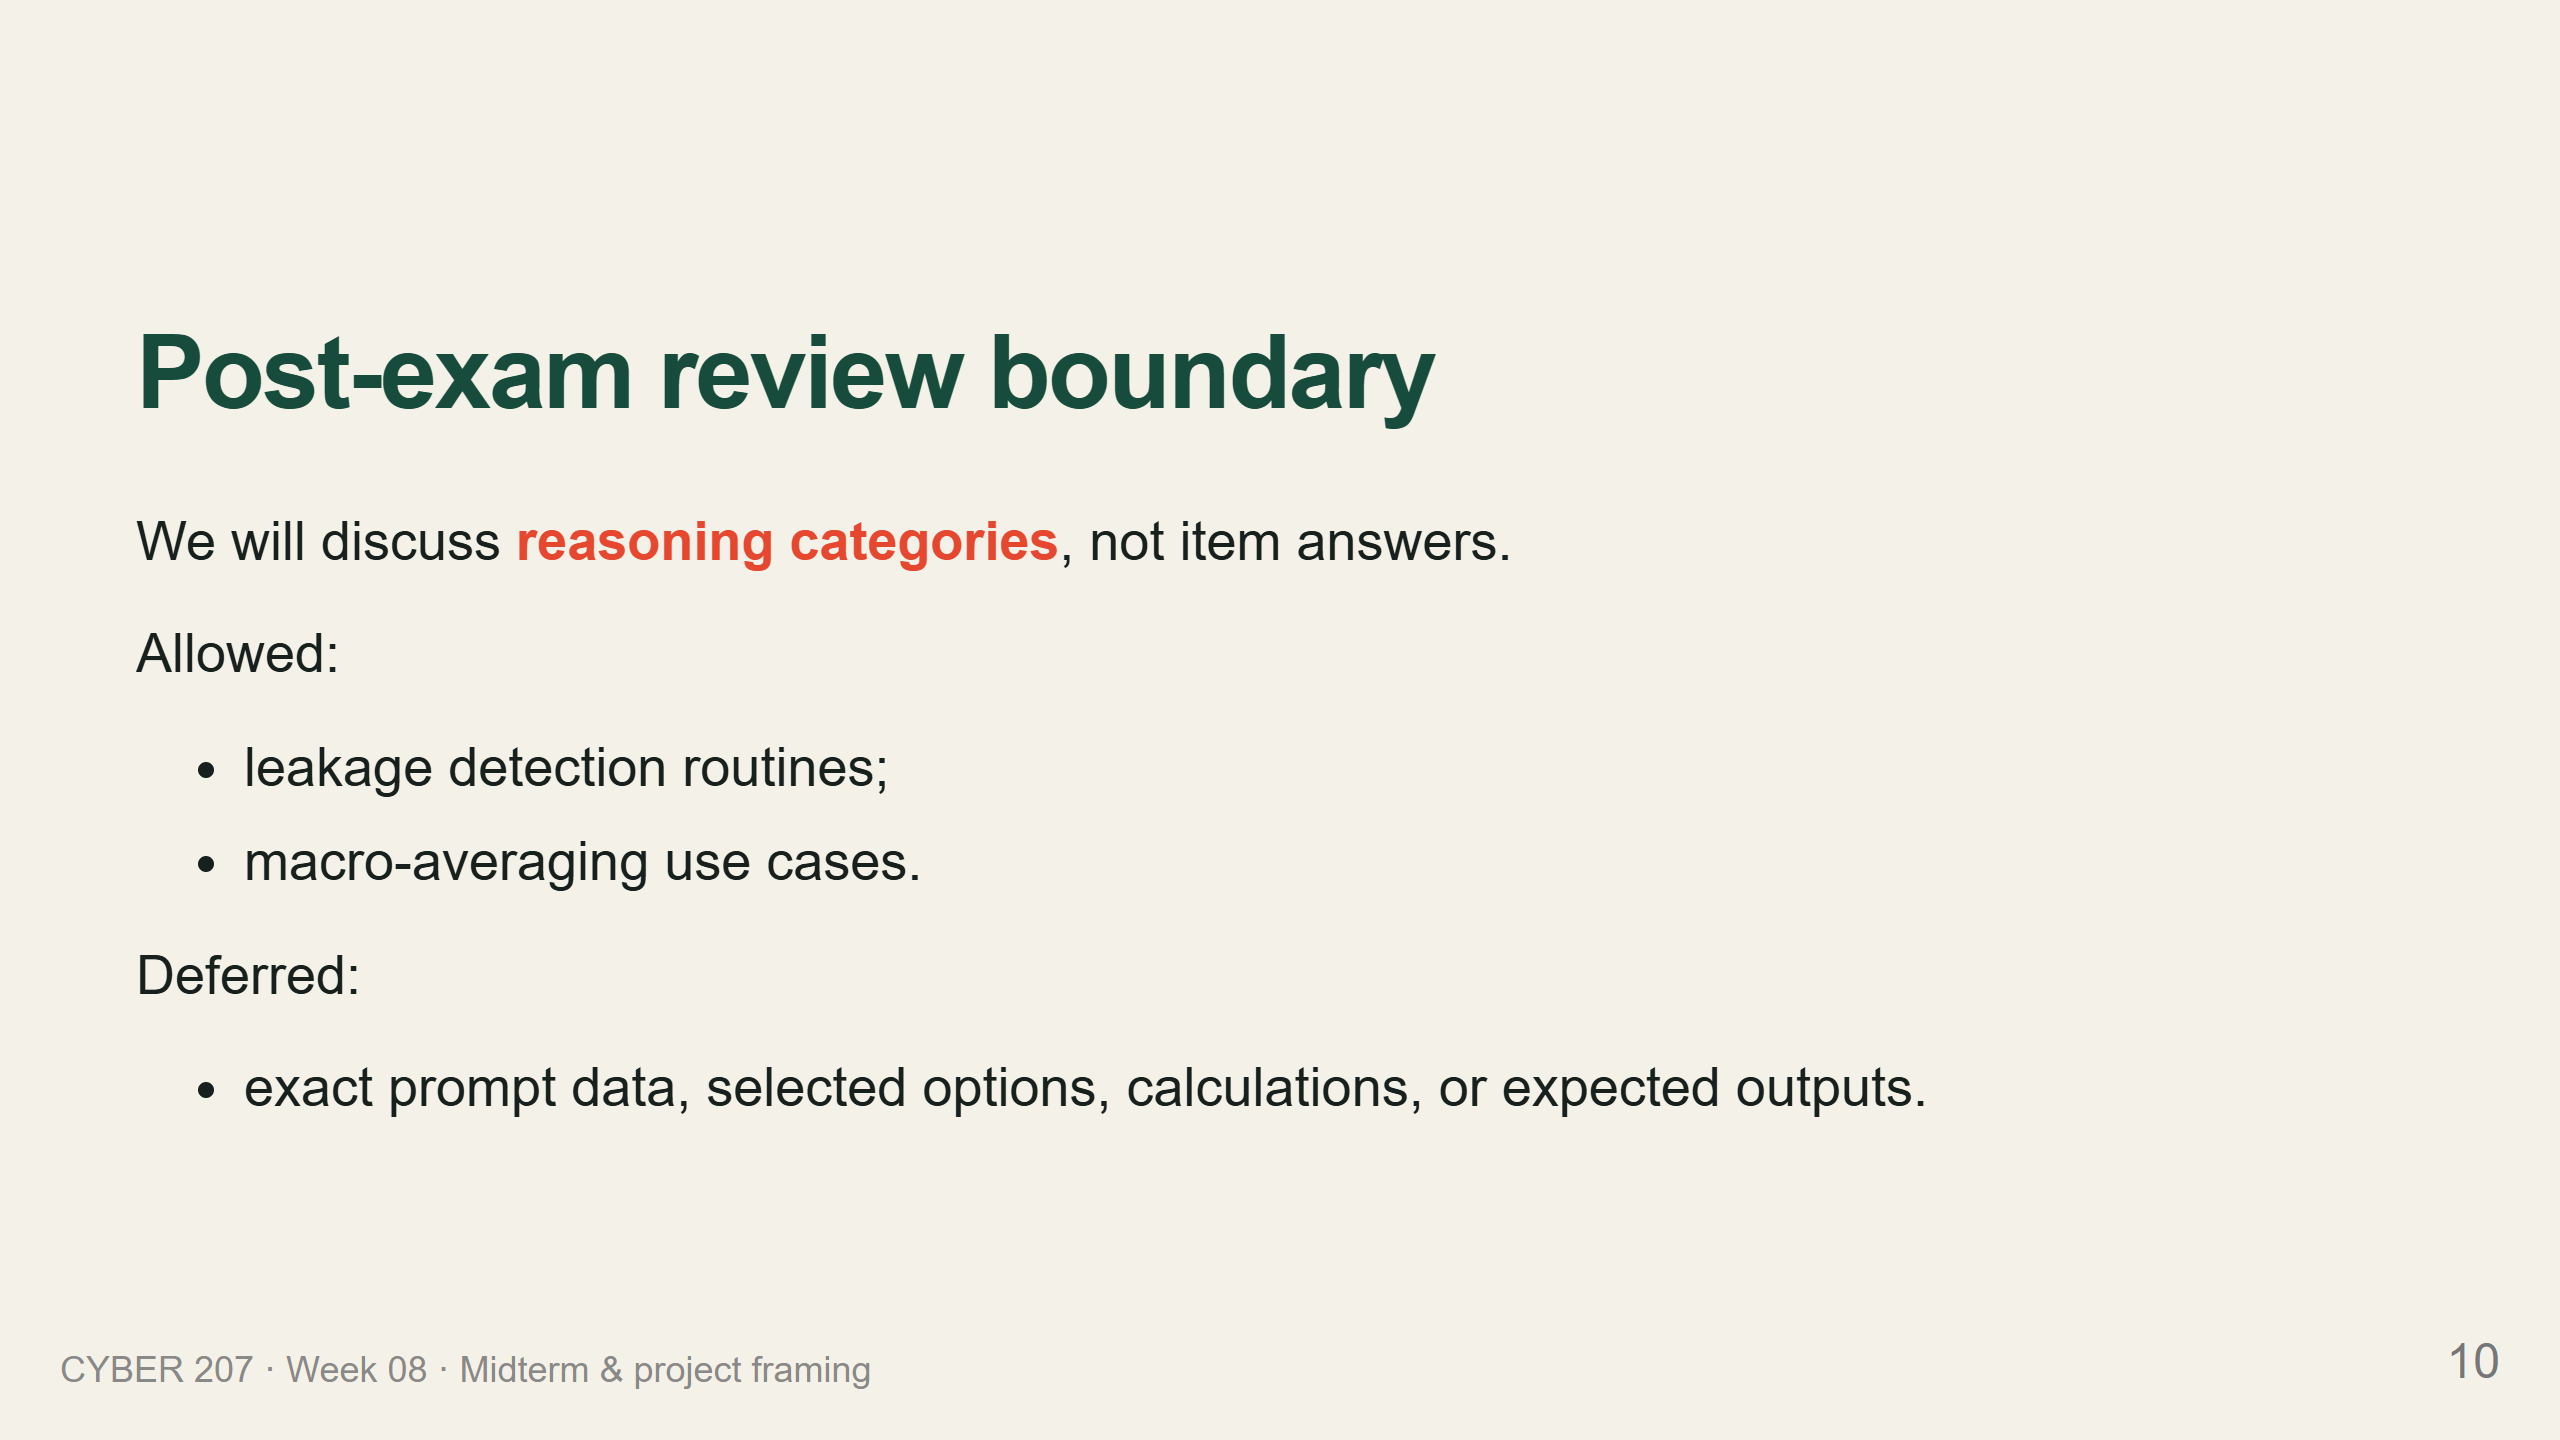 Post-exam review boundary
We will discuss reasoning categories, not item answers.
Allowed:
• leakage detection routines;
• macro-averaging use cases.
Deferred:
• exact prompt data, selected options, calculations, or expected outputs.
CYBER 207 · Week 08 · Midterm & project framing
10